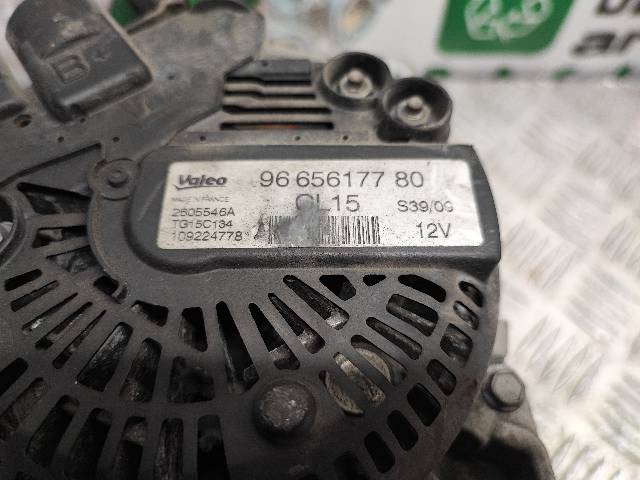 B+
Valeo
96 656177 80
MADE IN FRANCE
CL15
S39/09
2605546A
TG15C134
109224778
12V